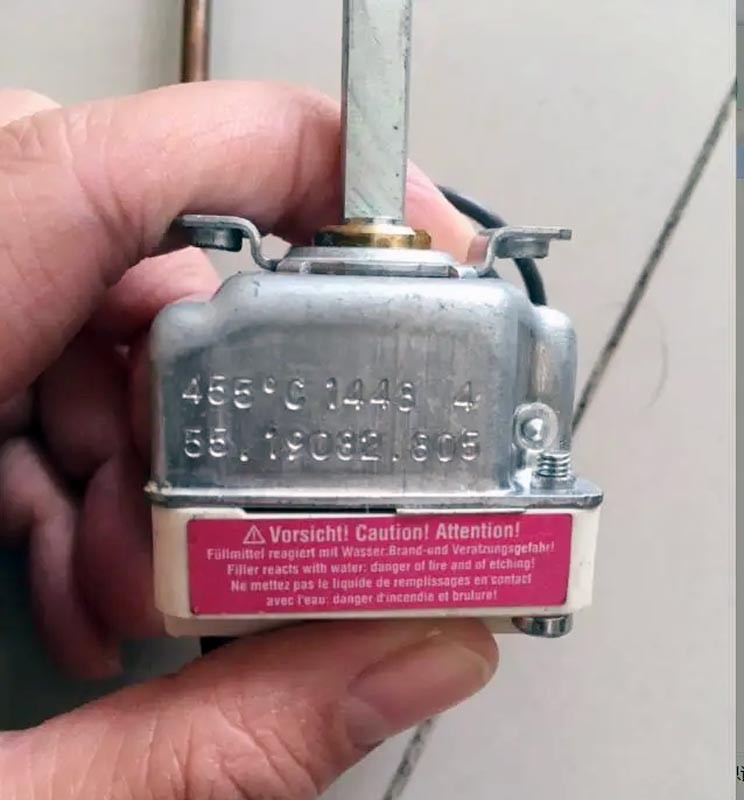 455°C 1443 4
55.19082.805
⚠ Vorsicht! Caution! Attention!
Füllmittel reagiert mit Wasser.Brand-und Veratzungsgefahr!
Filler reacts with water: danger of fire and of etching!
Ne mettez pas le liquide de remplissages en contact
avec l'eau: danger d'incendie et brulure!